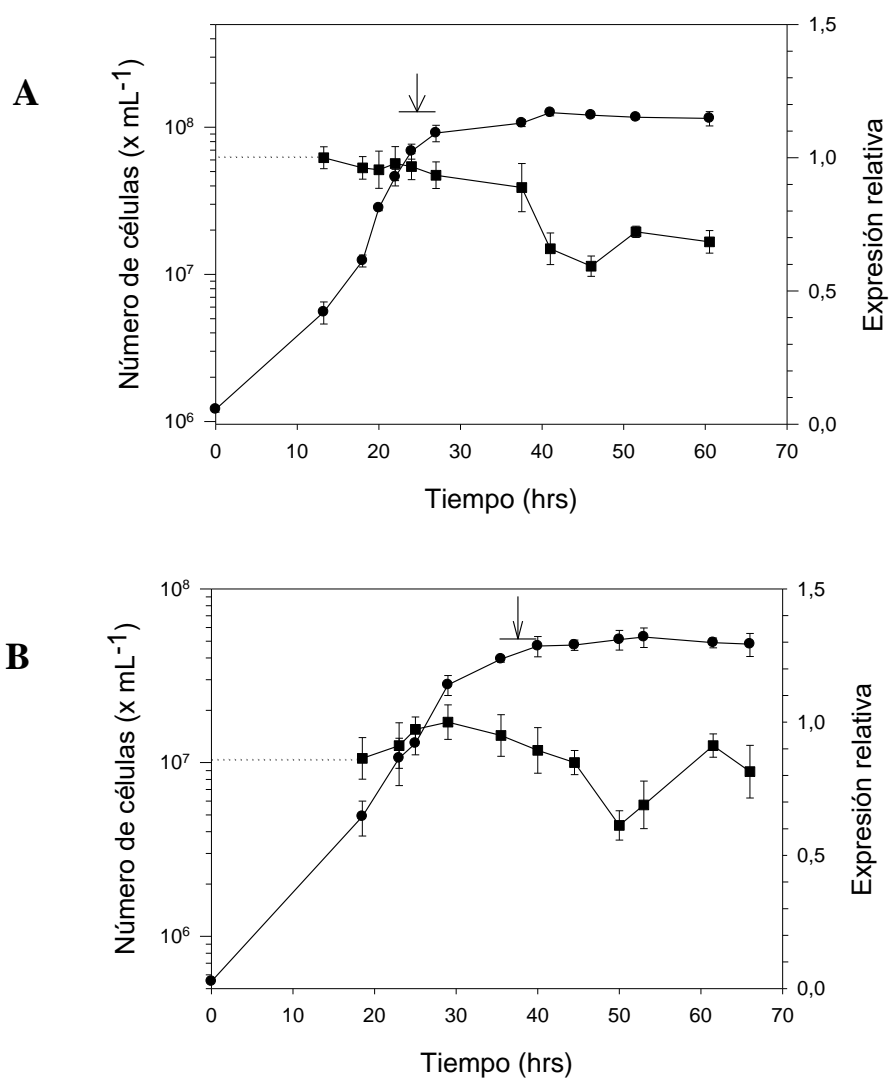 A
Número de células (x mL-1)
10⁸
10⁷
10⁶
1,5
1,0
0,5
0,0
Expresión relativa
0 10 20 30 40 50 60 70
Tiempo (hrs)
B
Número de células (x mL-1)
10⁸
10⁷
10⁶
1,5
1,0
0,5
0,0
Expresión relativa
0 10 20 30 40 50 60 70
Tiempo (hrs)